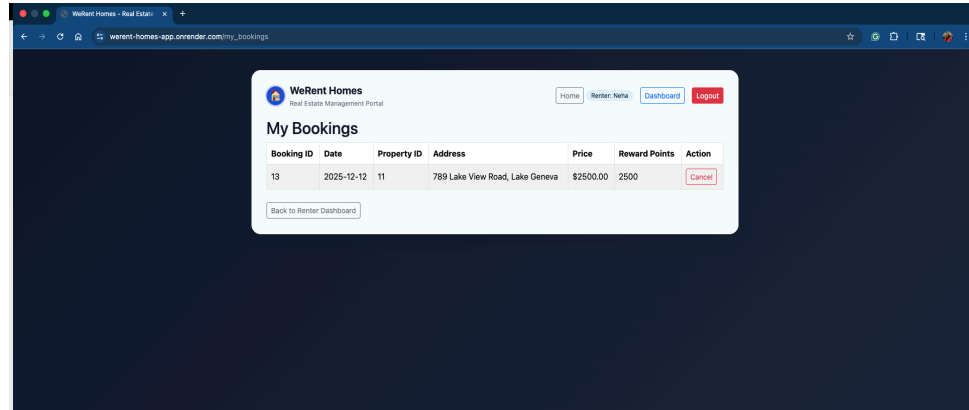 WeRent Homes - Real Estate
werent-homes-app.onrender.com/my_bookings
WeRent Homes
Real Estate Management Portal
Home Renter: Neha Dashboard Logout
My Bookings
Booking ID Date Property ID Address Price Reward Points Action
13 2025-12-12 11 789 Lake View Road, Lake Geneva $2500.00 2500 Cancel
Back to Renter Dashboard